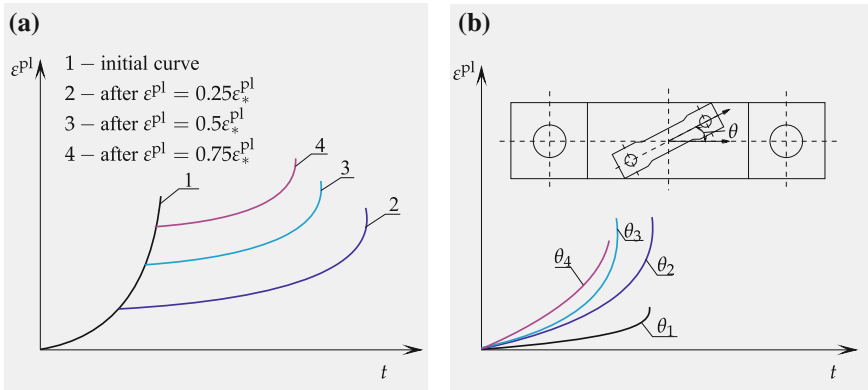 (a)
ε^pl
1 – initial curve
2 – after ε^pl = 0.25ε_*^pl
3 – after ε^pl = 0.5ε_*^pl
4 – after ε^pl = 0.75ε_*^pl
4
3
1
2
t
(b)
ε^pl
θ
θ_3
θ_4
θ_2
θ_1
t